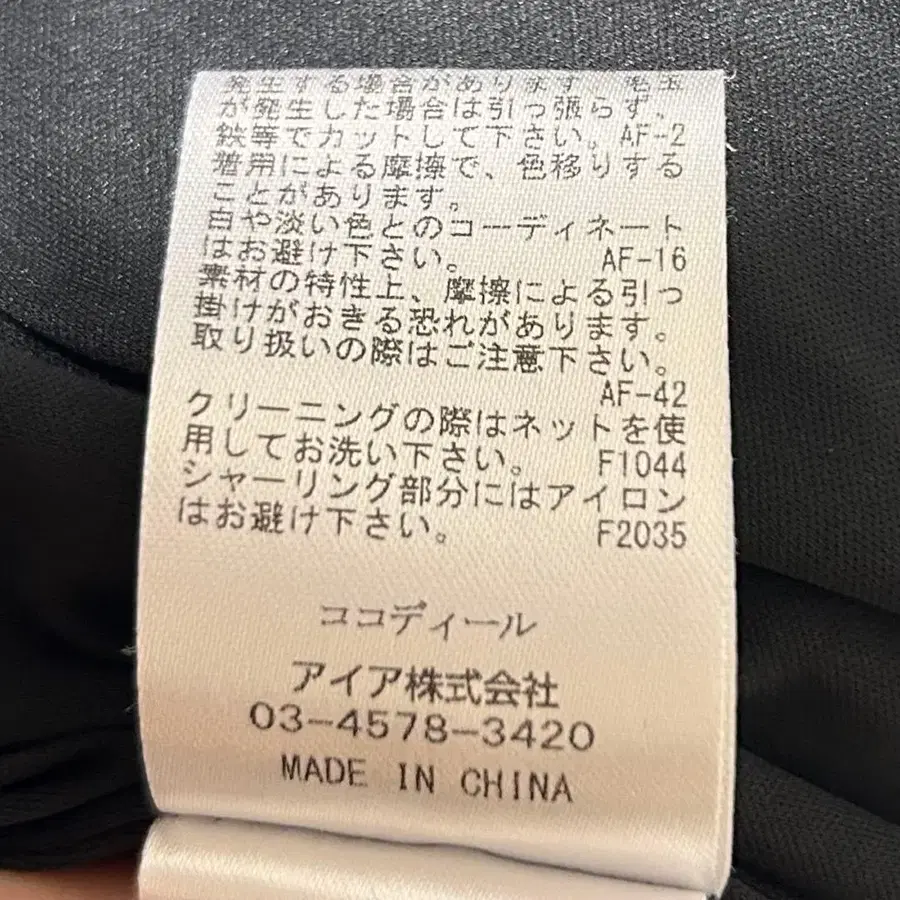 発生する場合があります 毛玉
が発生した場合は引っ張らず、
鋏等でカットして下さい。AF-2
着用による摩擦で、色移りする
ことがあります。
白や淡い色とのコーディネート
はお避け下さい。 AF-16
素材の特性上、摩擦による引っ
掛けがおきる恐れがあります。
取り扱いの際はご注意下さい。
AF-42
クリーニングの際はネットを使
用してお洗い下さい。 F1044
シャーリング部分にはアイロン
はお避け下さい。 F2035
ココディール
アイア株式会社
03-4578-3420
MADE IN CHINA